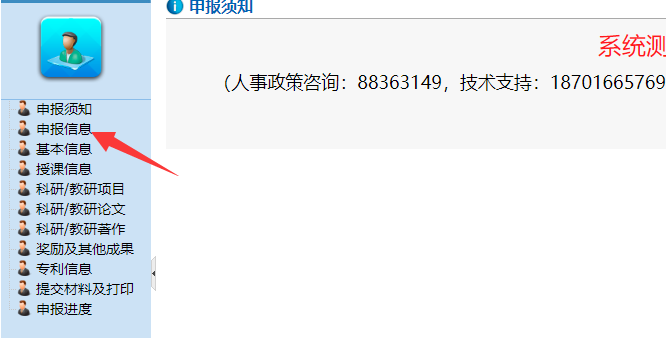 申报须知
系统测
（人事政策咨询：88363149，技术支持：18701665769
申报须知
申报信息
基本信息
授课信息
科研/教研项目
科研/教研论文
科研/教研著作
奖励及其他成果
专利信息
提交材料及打印
申报进度